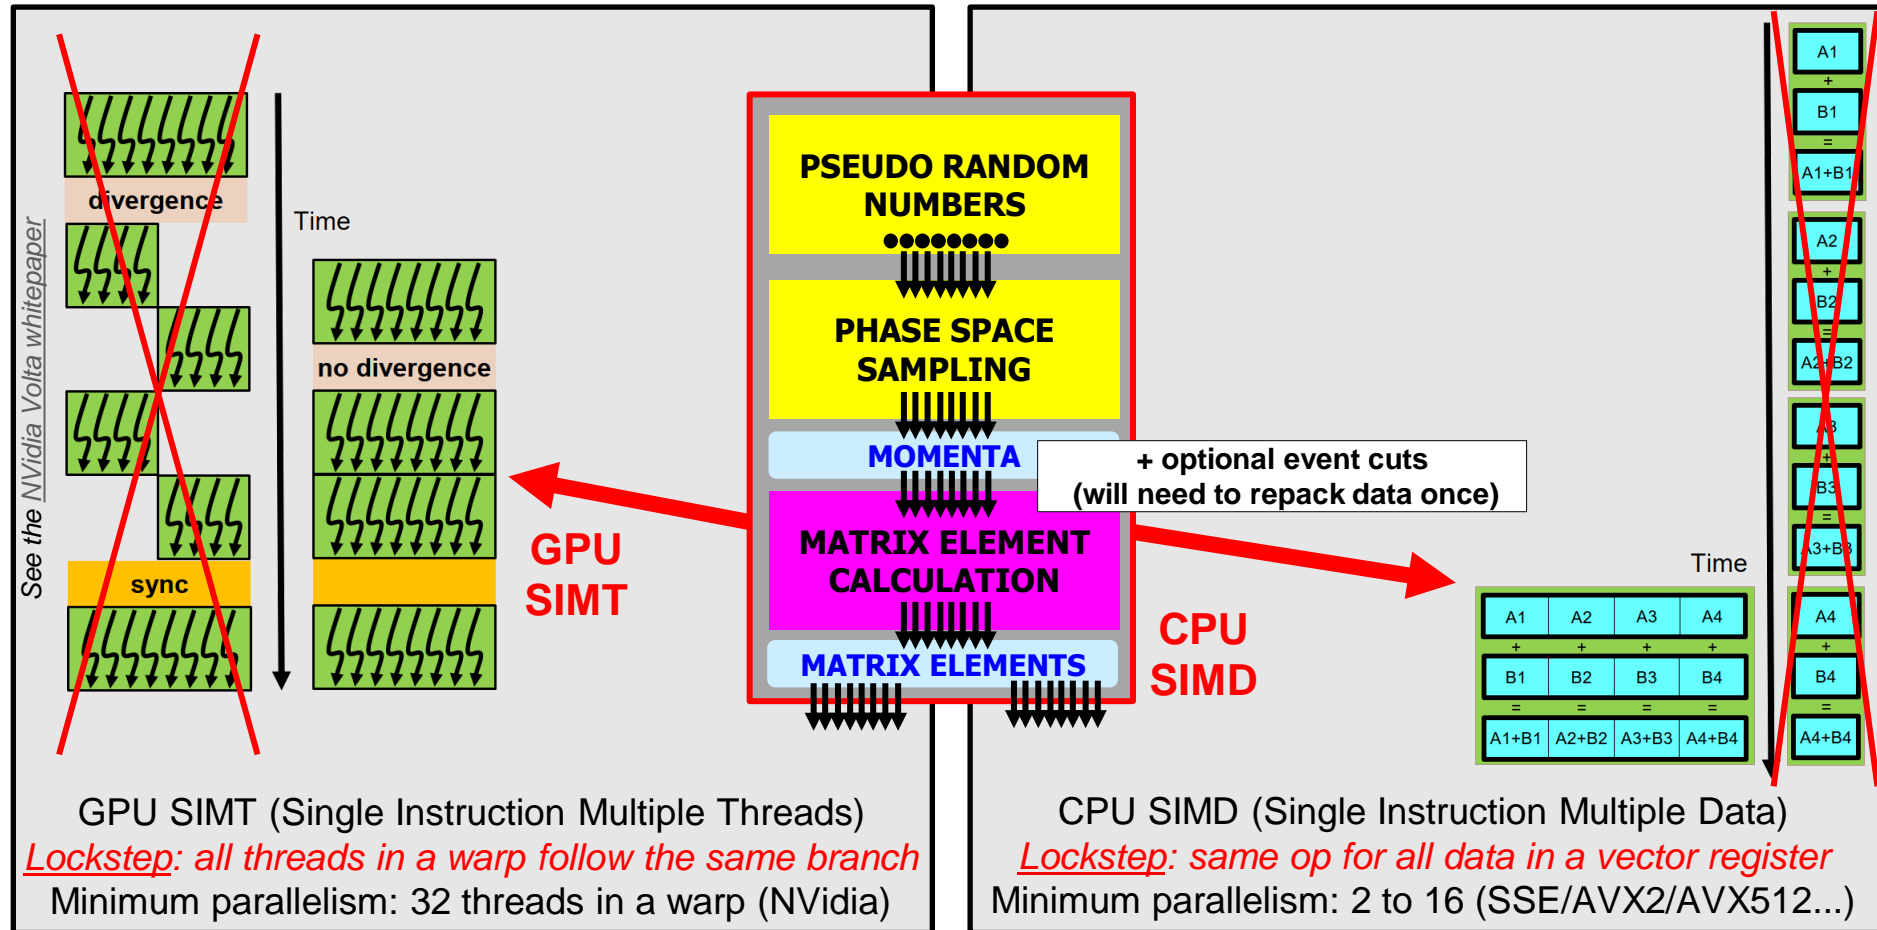 See the NVidia Volta whitepaper
divergence
sync
Time
no divergence
GPU
SIMT
PSEUDO RANDOM
NUMBERS
PHASE SPACE
SAMPLING
MOMENTA
+ optional event cuts
(will need to repack data once)
MATRIX ELEMENT
CALCULATION
MATRIX ELEMENTS
CPU
SIMD
Time
A1 A2 A3 A4
+ + + +
B1 B2 B3 B4
= = = =
A1+B1 A2+B2 A3+B3 A4+B4
A1
+
B1
=
A1+B1
A2
+
B2
=
A2+B2
A3
+
B3
=
A3+B3
A4
+
B4
=
A4+B4
GPU SIMT (Single Instruction Multiple Threads)
Lockstep: all threads in a warp follow the same branch
Minimum parallelism: 32 threads in a warp (NVidia)
CPU SIMD (Single Instruction Multiple Data)
Lockstep: same op for all data in a vector register
Minimum parallelism: 2 to 16 (SSE/AVX2/AVX512...)